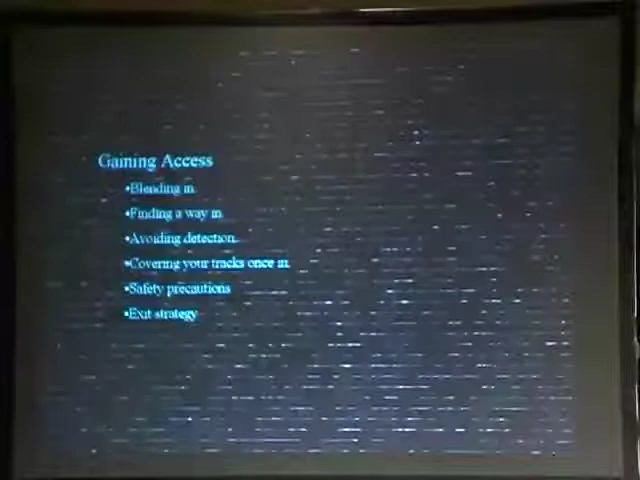 Gaining Access
•Blending in.
•Finding a way in.
•Avoiding detection.
•Covering your tracks once in.
•Safety precautions
•Exit strategy